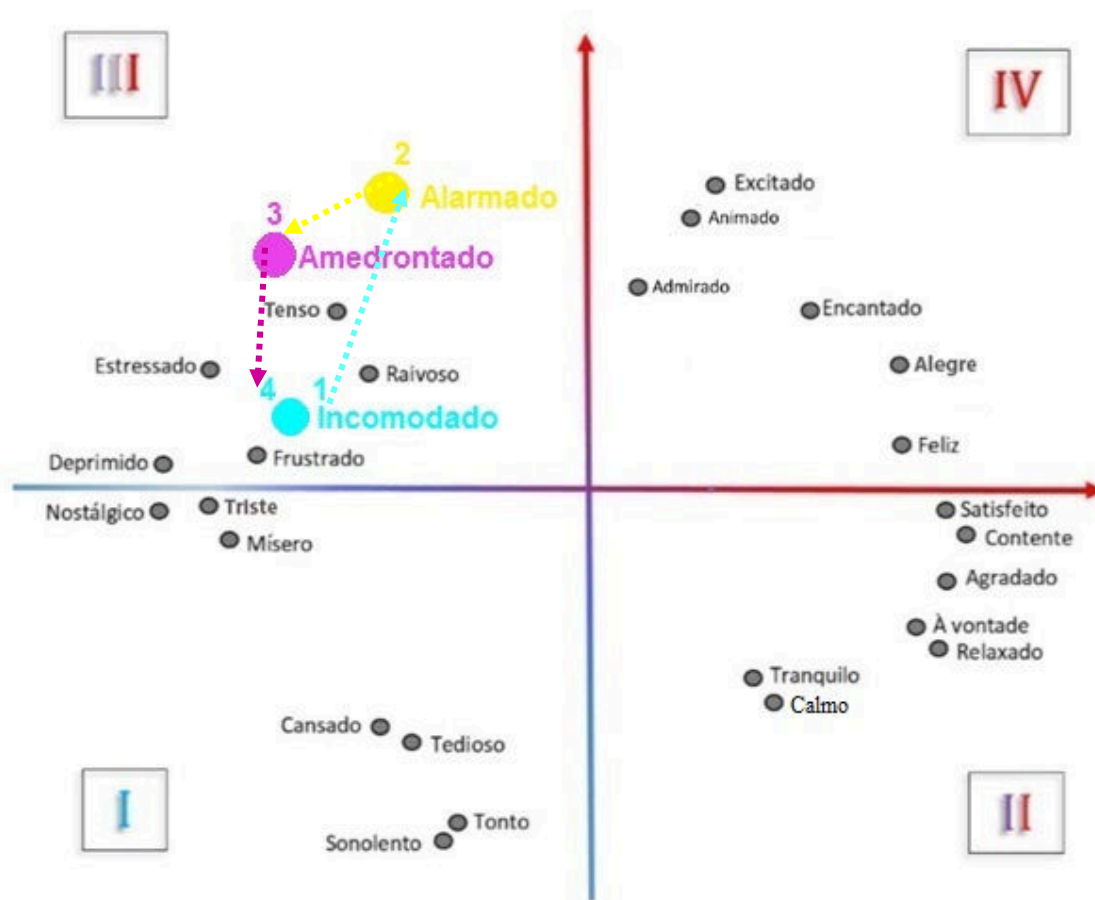 III
IV
2
Excitado
Alarmado
3
Animado
Amedrontado
Admirado
Tenso
Encantado
Estressado
Alegre
Raivoso
4
1
Incomodado
Feliz
Deprimido
Frustrado
Nostálgico
Triste
Satisfeito
Mísero
Contente
Agradado
À vontade
Relaxado
Tranquilo
Calmo
Cansado
Tedioso
I
II
Tonto
Sonolento